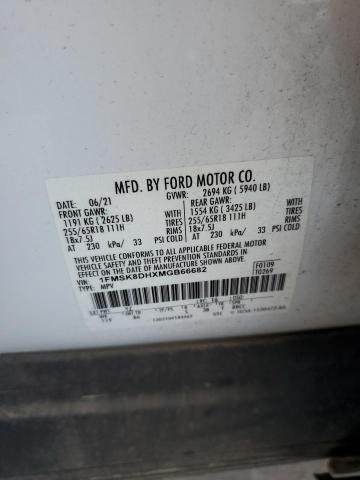 MFD. BY FORD MOTOR CO.
DATE: 06/21 GVWR: 2694 KG ( 5940 LB)
FRONT GAWR: REAR GAWR:
1191 KG ( 2625 LB) 1554 KG ( 3425 LB)
255/65R18 111H TIRES 255/65R18 111H TIRES
18x7.5J RIMS 18x7.5J RIMS
AT 230 kPa/ 33 PSI COLD AT 230 kPa/ 33 PSI COLD
THIS VEHICLE CONFORMS TO ALL APPLICABLE FEDERAL MOTOR
VEHICLE SAFETY AND BUMPER STANDARDS IN EFFECT ON THE DATE OF
MANUFACTURE SHOWN ABOVE.
VIN: 1FMSK8DHXMGB66682 F0109
TYPE: MPV T0269